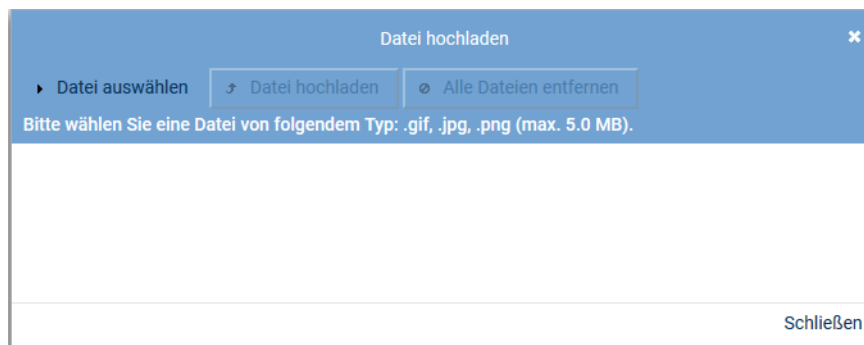 Datei hochladen
Datei auswählen Datei hochladen Alle Dateien entfernen
Bitte wählen Sie eine Datei von folgendem Typ: .gif, .jpg, .png (max. 5.0 MB).
Schließen